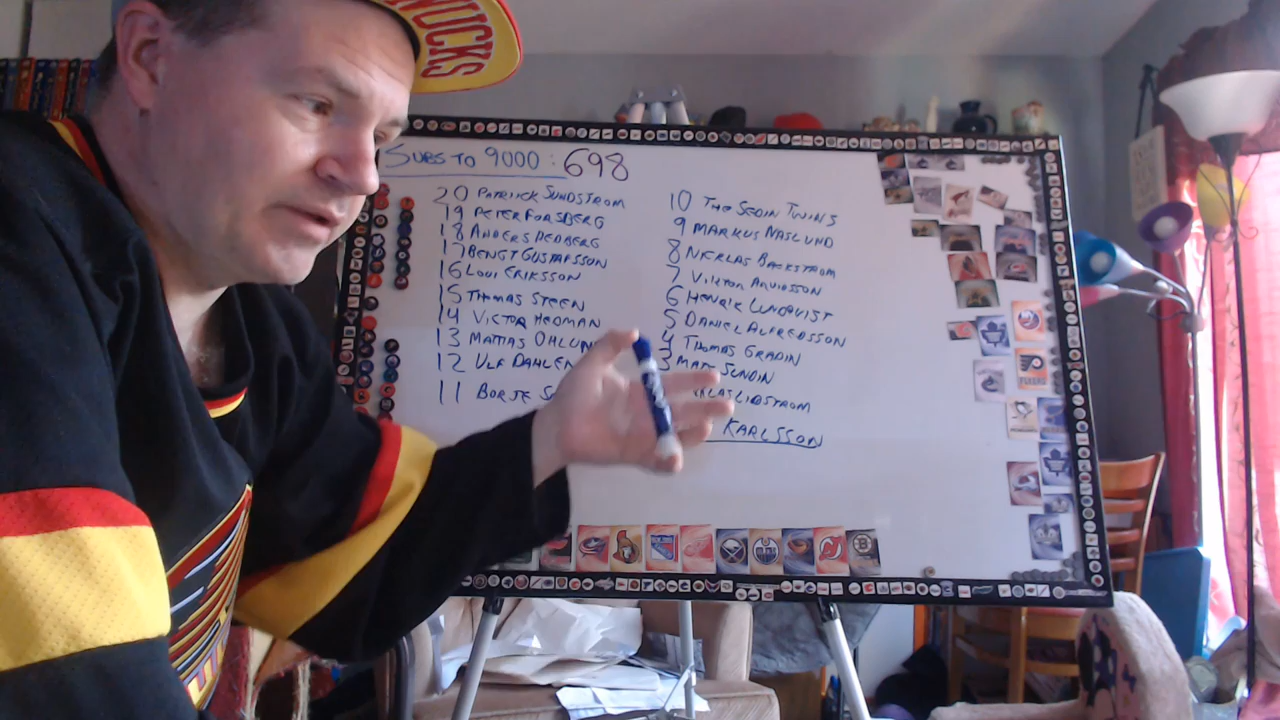 NUCKS
SUBS TO 9000 : 698
20 PATRICK SUNDSTROM
19 PETER FORSBERG
18 ANDERS HEDBERG
17 BENGT GUSTAFSSON
16 LOUI ERIKSSON
15 THOMAS STEEN
14 VICTOR HEDMAN
13 MATTIAS OHLUN
12 ULF DAHLEN
11 BORJE S
10 THE SEDIN TWINS
9 MARKUS NASLUND
8 NICKLAS BACKSTROM
7 VIKTOR ARVIDSSON
6 HENRIK LUNDQVIST
5 DANIEL ALFREDSSON
4 THOMAS GRADIN
3 MATS SUNDIN
LIDSTROM
KARLSSON